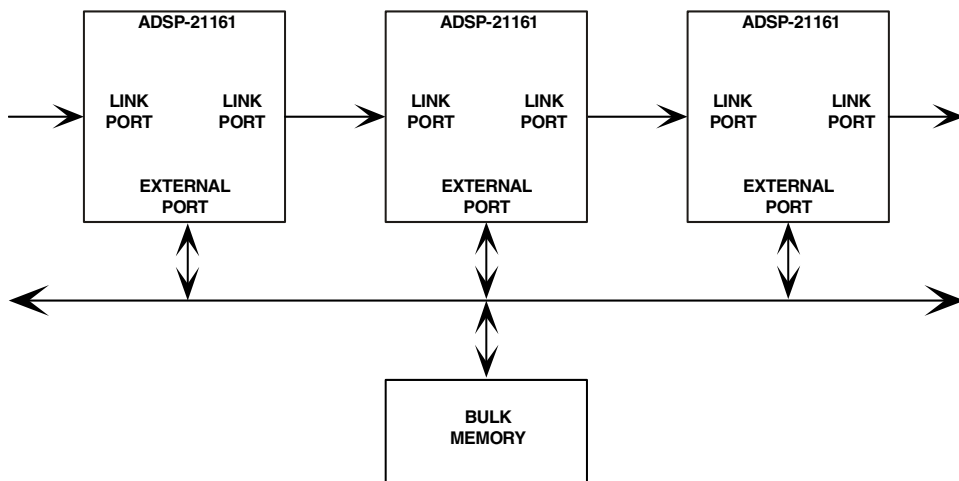 ADSP-21161
LINK
PORT
LINK
PORT
EXTERNAL
PORT
ADSP-21161
LINK
PORT
LINK
PORT
EXTERNAL
PORT
ADSP-21161
LINK
PORT
LINK
PORT
EXTERNAL
PORT
BULK
MEMORY